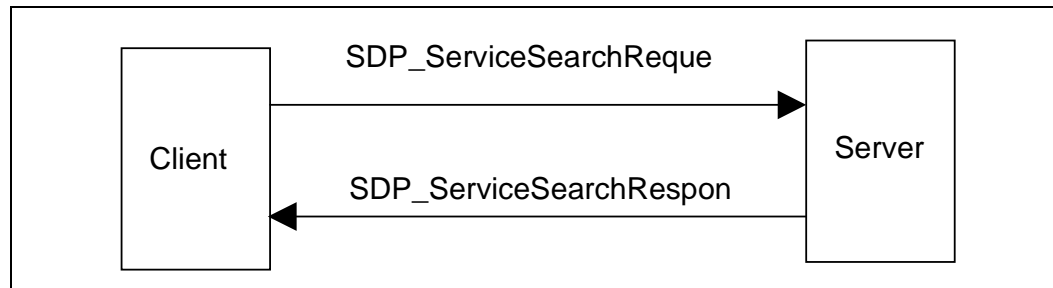 SDP_ServiceSearchReque
Client
Server
SDP_ServiceSearchRespon